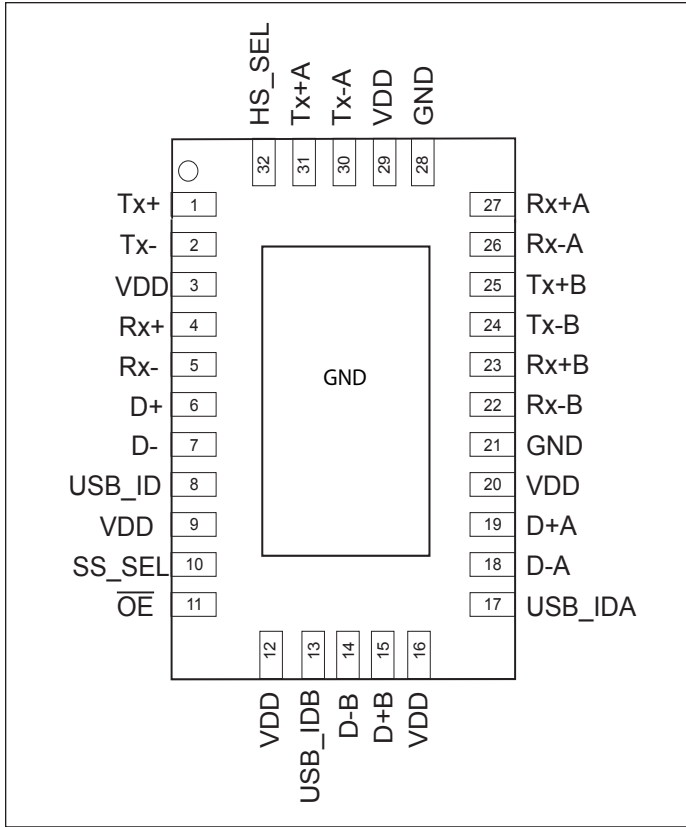 HS_SEL
Tx+A
Tx-A
VDD
GND
32
31
30
29
28
Tx+ 1
Tx- 2
VDD 3
Rx+ 4
Rx- 5
D+ 6
D- 7
USB_ID 8
VDD 9
SS_SEL 10
O̅E̅ 11
GND
27 Rx+A
26 Rx-A
25 Tx+B
24 Tx-B
23 Rx+B
22 Rx-B
21 GND
20 VDD
19 D+A
18 D-A
17 USB_IDA
12
13
14
15
16
VDD
USB_IDB
D-B
D+B
VDD